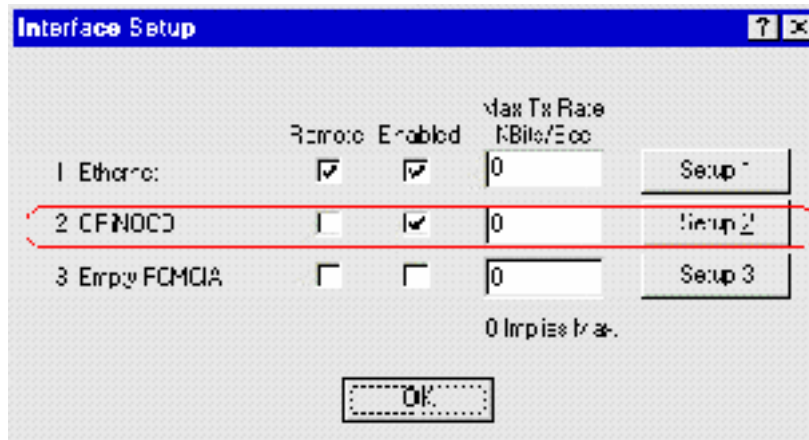 Interface Setup
Max Tx Rate
Remote Enabled KBits/Sec
1 Ethernet 0 Setup 1
2 ORiNOCO 0 Setup 2
3 Empty PCMCIA 0 Setup 3
0 Implies Max.
OK